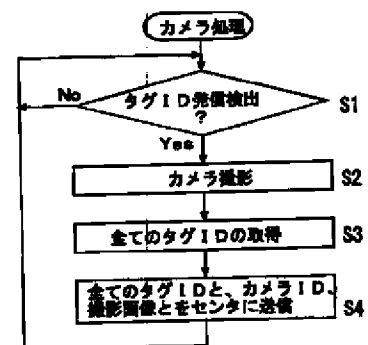 カメラ処理
No
タグID発信検出
?
S1
Yes
カメラ撮影
S2
全てのタグIDの取得
S3
全てのタグIDと、カメラID、
撮影画像とをセンタに送信
S4